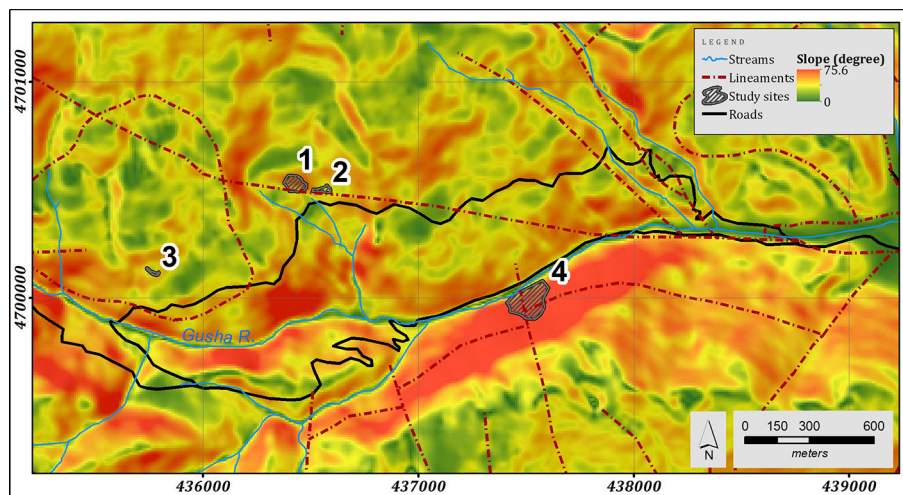 LEGEND
Streams
Lineaments
Study sites
Roads
Slope (degree)
75.6
0
4701000
4700000
1
2
3
4
Gusha R.
N
0 150 300 600
meters
436000 437000 438000 439000